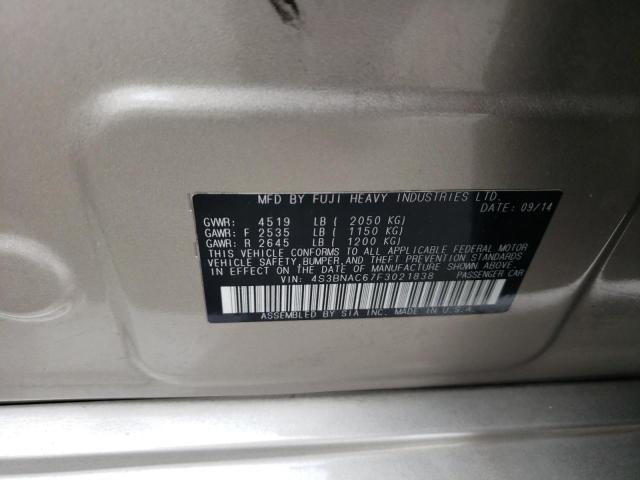 MFD BY FUJI HEAVY INDUSTRIES LTD.
DATE: 09/14
GVWR: 4519 LB ( 2050 KG)
GAWR: F 2535 LB ( 1150 KG)
GAWR: R 2645 LB ( 1200 KG)
THIS VEHICLE CONFORMS TO ALL APPLICABLE FEDERAL MOTOR
VEHICLE SAFETY, BUMPER, AND THEFT PREVENTION STANDARDS
IN EFFECT ON THE DATE OF MANUFACTURE SHOWN ABOVE.
VIN: 4S3BNAC67F3021838 PASSENGER CAR
ASSEMBLED BY SIA INC. MADE IN U.S.A.